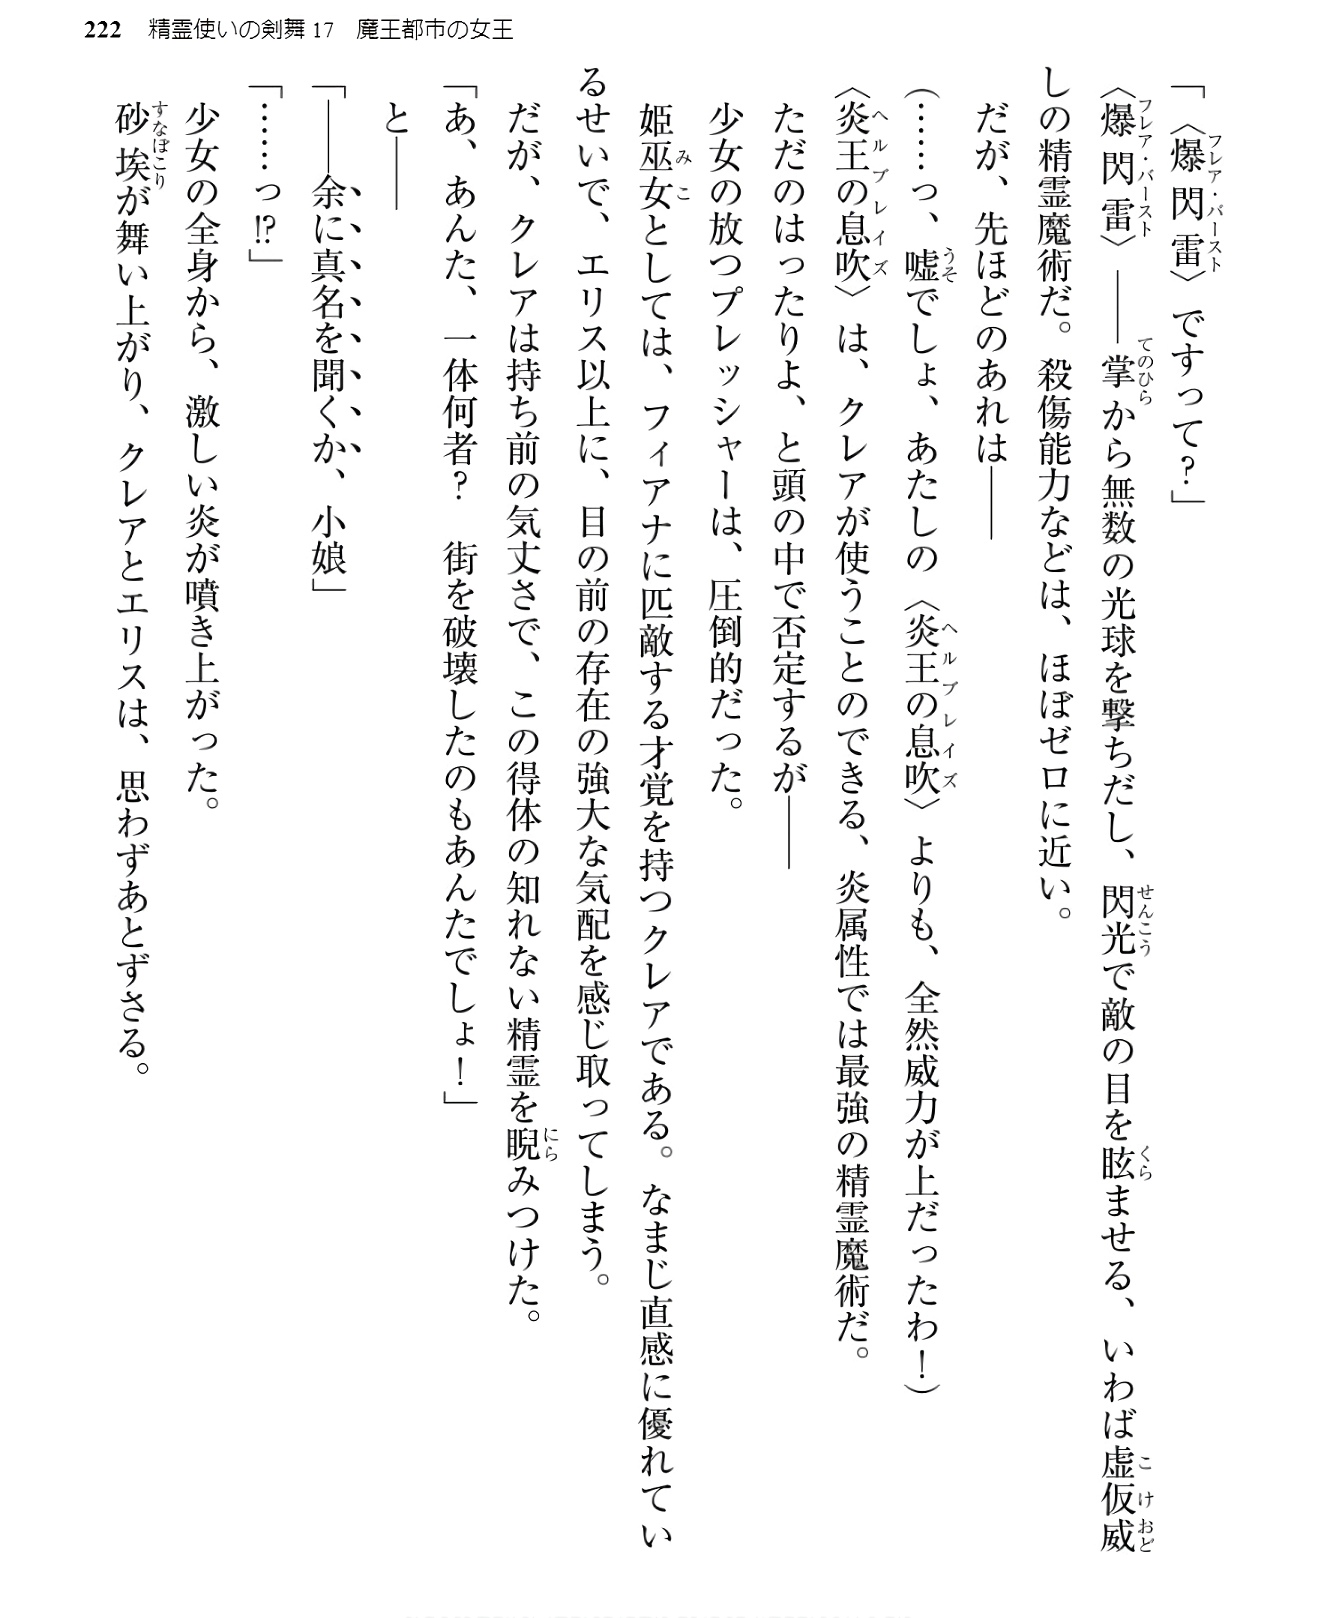 222 精霊使いの剣舞 17 魔王都市の女王
「〈爆閃雷〉ですって?」
〈爆閃雷〉――掌から無数の光球を撃ちだし、閃光で敵の目を眩ませる、いわば虚仮威
しの精霊魔術だ。殺傷能力などは、ほぼゼロに近い。
だが、先ほどのあれは――
(……っ、嘘でしょ、あたしの〈炎王の息吹〉よりも、全然威力が上だったわ!)
〈炎王の息吹〉は、クレアが使うことのできる、炎属性では最強の精霊魔術だ。
ただのはったりよ、と頭の中で否定するが――
少女の放つプレッシャーは、圧倒的だった。
姫巫女としては、フィアナに匹敵する才覚を持つクレアである。なまじ直感に優れてい
るせいで、エリス以上に、目の前の存在の強大な気配を感じ取ってしまう。
だが、クレアは持ち前の気丈さで、この得体の知れない精霊を睨みつけた。
「あ、あんた、一体何者? 街を破壊したのもあんたでしょ!」
と――
「――余に真名を聞くか、小娘」
「……っ!?」
少女の全身から、激しい炎が噴き上がった。
砂埃が舞い上がり、クレアとエリスは、思わずあとずさる。